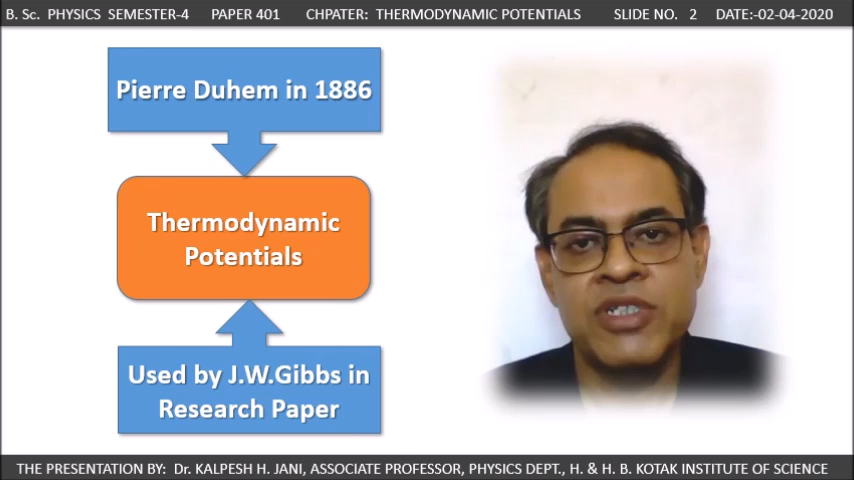 B. Sc. PHYSICS SEMESTER-4 PAPER 401 CHPATER: THERMODYNAMIC POTENTIALS SLIDE NO. 2 DATE:-02-04-2020
Pierre Duhem in 1886
Thermodynamic
Potentials
Used by J.W.Gibbs in
Research Paper
THE PRESENTATION BY: Dr. KALPESH H. JANI, ASSOCIATE PROFESSOR, PHYSICS DEPT., H. & H. B. KOTAK INSTITUTE OF SCIENCE